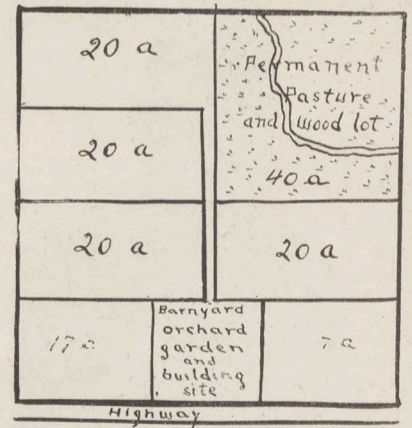 20 a
Permanent
Pasture
and wood lot
40 a
20 a
20 a
20 a
Barnyard
orchard
garden
and
building
site
17 a
7 a
Highway